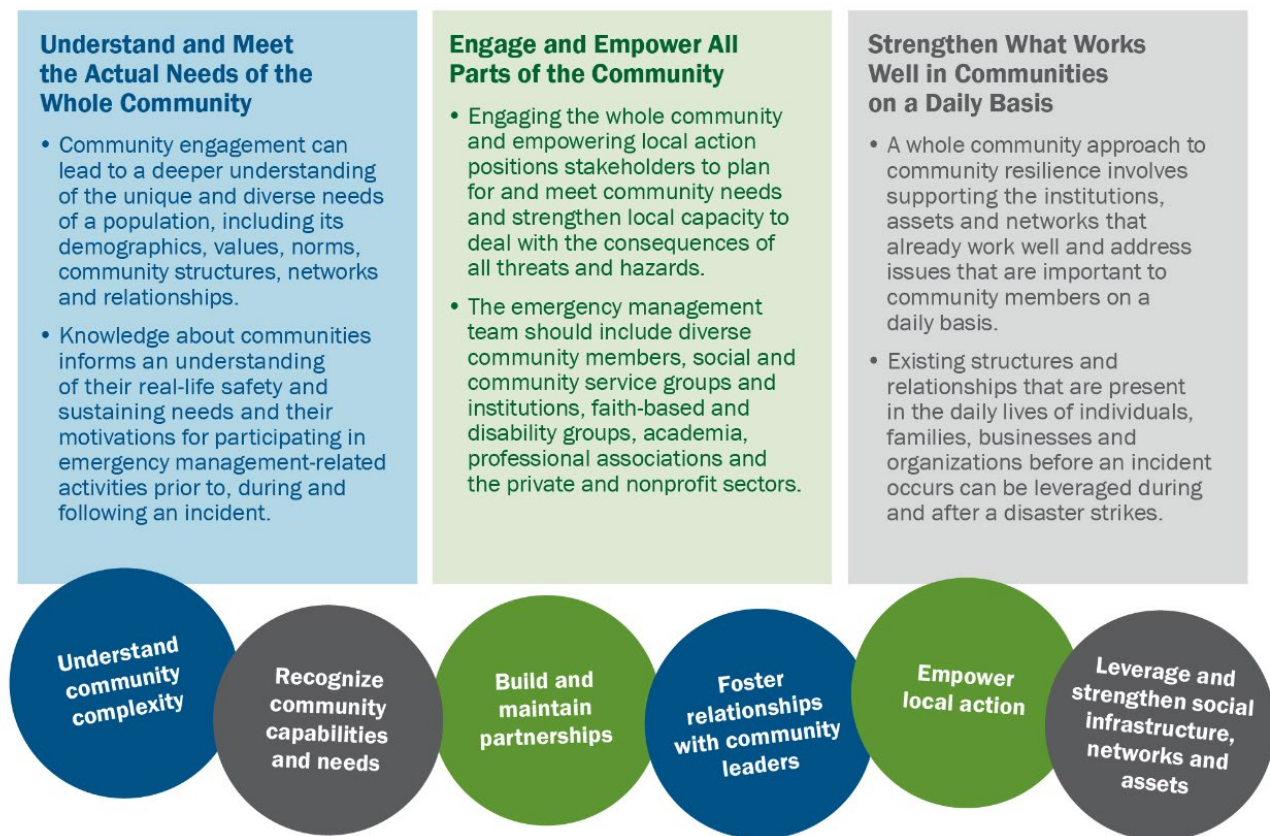 Understand and Meet
the Actual Needs of the
Whole Community
• Community engagement can
lead to a deeper understanding
of the unique and diverse needs
of a population, including its
demographics, values, norms,
community structures, networks
and relationships.
• Knowledge about communities
informs an understanding
of their real-life safety and
sustaining needs and their
motivations for participating in
emergency management-related
activities prior to, during and
following an incident.
Engage and Empower All
Parts of the Community
• Engaging the whole community
and empowering local action
positions stakeholders to plan
for and meet community needs
and strengthen local capacity to
deal with the consequences of
all threats and hazards.
• The emergency management
team should include diverse
community members, social and
community service groups and
institutions, faith-based and
disability groups, academia,
professional associations and
the private and nonprofit sectors.
Strengthen What Works
Well in Communities
on a Daily Basis
• A whole community approach to
community resilience involves
supporting the institutions,
assets and networks that
already work well and address
issues that are important to
community members on a
daily basis.
• Existing structures and
relationships that are present
in the daily lives of individuals,
families, businesses and
organizations before an incident
occurs can be leveraged during
and after a disaster strikes.
Understand
community
complexity
Recognize
community
capabilities
and needs
Build and
maintain
partnerships
Foster
relationships
with community
leaders
Empower
local action
Leverage and
strengthen social
infrastructure,
networks and
assets